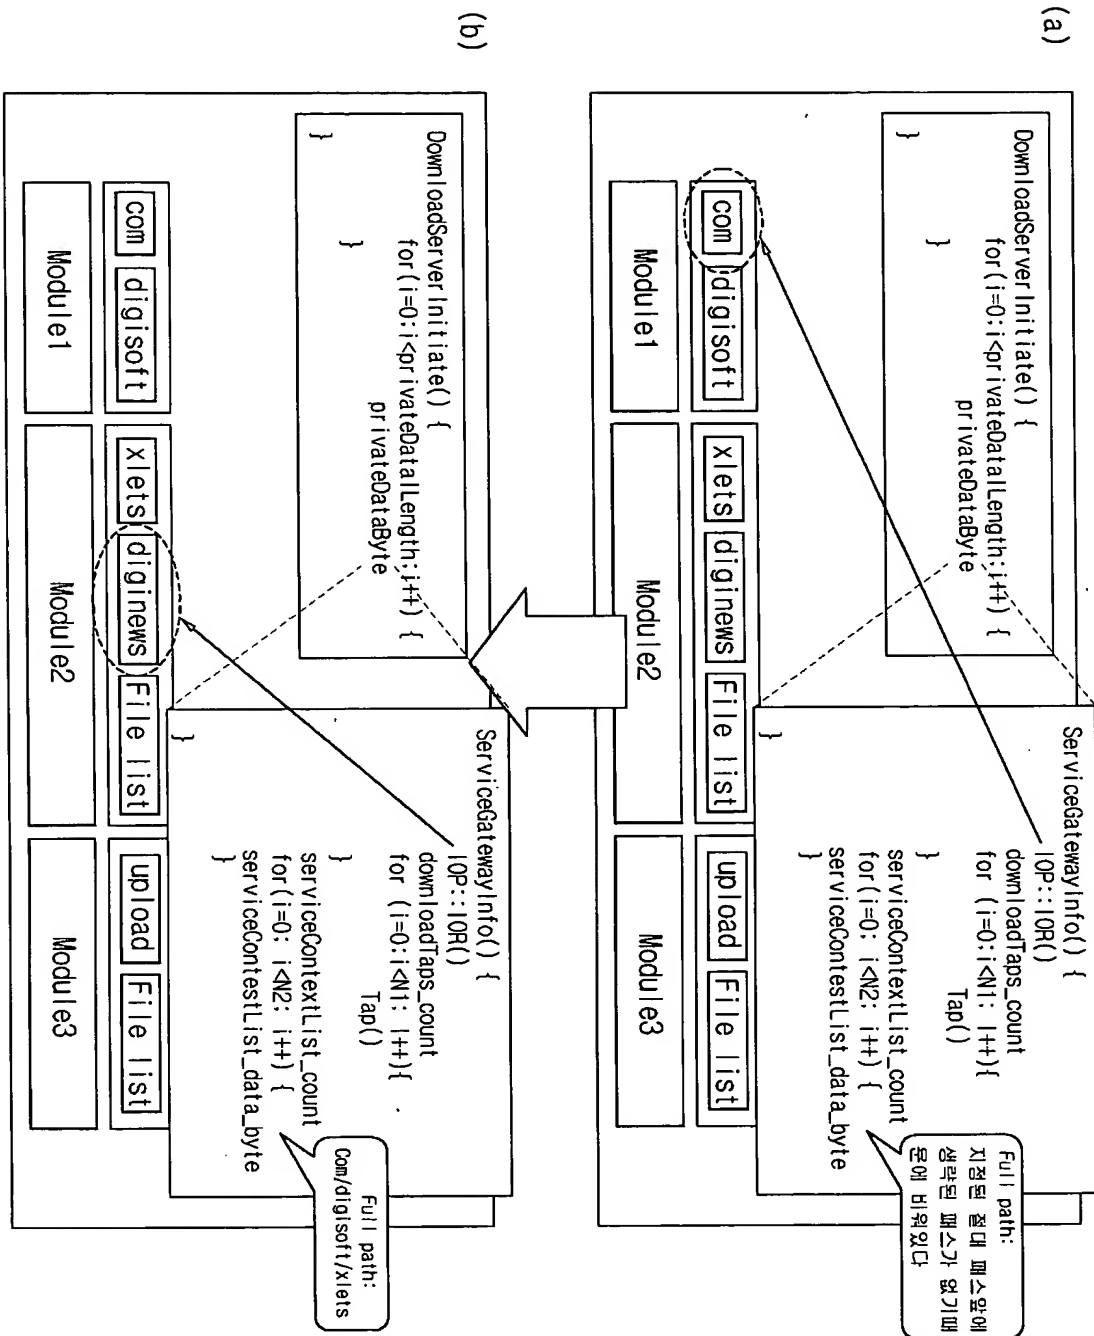 (a)
DownloadServerInitiate() {
for(i=0;i<privateDatalLength;i++) {
privateDataByte
}
}
ServiceGatewayInfo() {
IOP::IOR()
downloadTaps_count
for (i=0;i<N1; I++){
Tap()
}
serviceContextList_count
for(i=0; i<N2; i++) {
serviceContestList_data_byte
}
}
Full path:
지정된 절대 패스앞에
생략된 패스가 없기때
문에 비워있다
com digisoft xlets diginews File list upload File list
Module1 Module2 Module3
(b)
DownloadServerInitiate() {
for(i=0;i<privateDatalLength;i++) {
privateDataByte
}
}
ServiceGatewayInfo() {
IOP::IOR()
downloadTaps_count
for (i=0;i<N1; I++){
Tap()
}
serviceContextList_count
for(i=0; i<N2; i++) {
serviceContestList_data_byte
}
}
Full path:
Com/digisoft/xlets
com digisoft xlets diginews File list upload File list
Module1 Module2 Module3